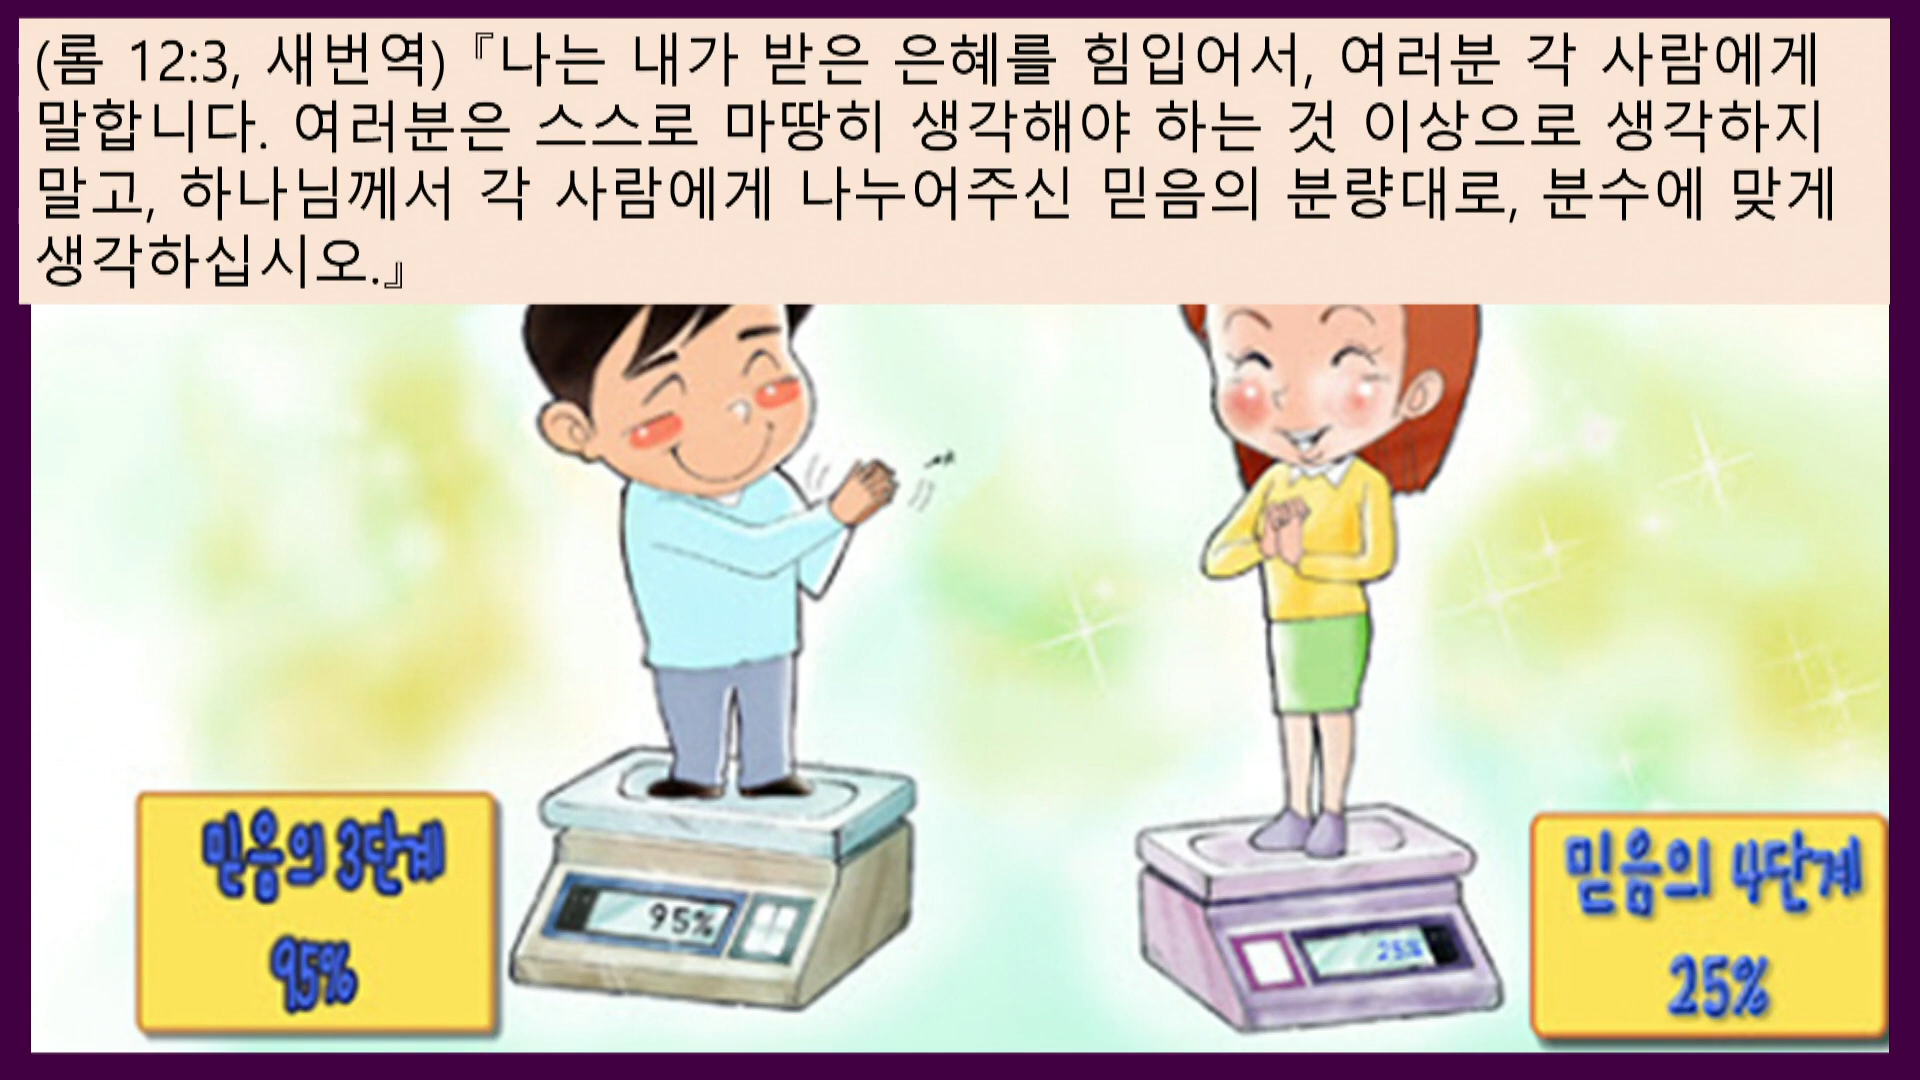 (롬 12:3, 새번역)『나는 내가 받은 은혜를 힘입어서, 여러분 각 사람에게
말합니다. 여러분은 스스로 마땅히 생각해야 하는 것 이상으로 생각하지
말고, 하나님께서 각 사람에게 나누어주신 믿음의 분량대로, 분수에 맞게
생각하십시오.』
믿음의 3단계
95%
95%
25%
믿음의 4단계
25%